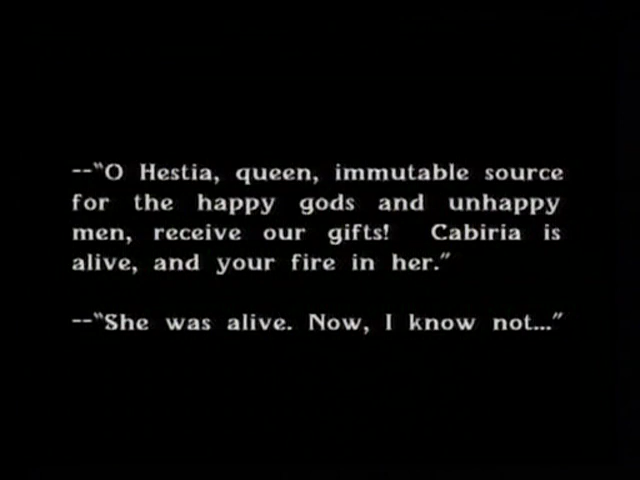 --"O Hestia, queen, immutable source
for the happy gods and unhappy
men, receive our gifts! Cabiria is
alive, and your fire in her."
--"She was alive. Now, I know not..."